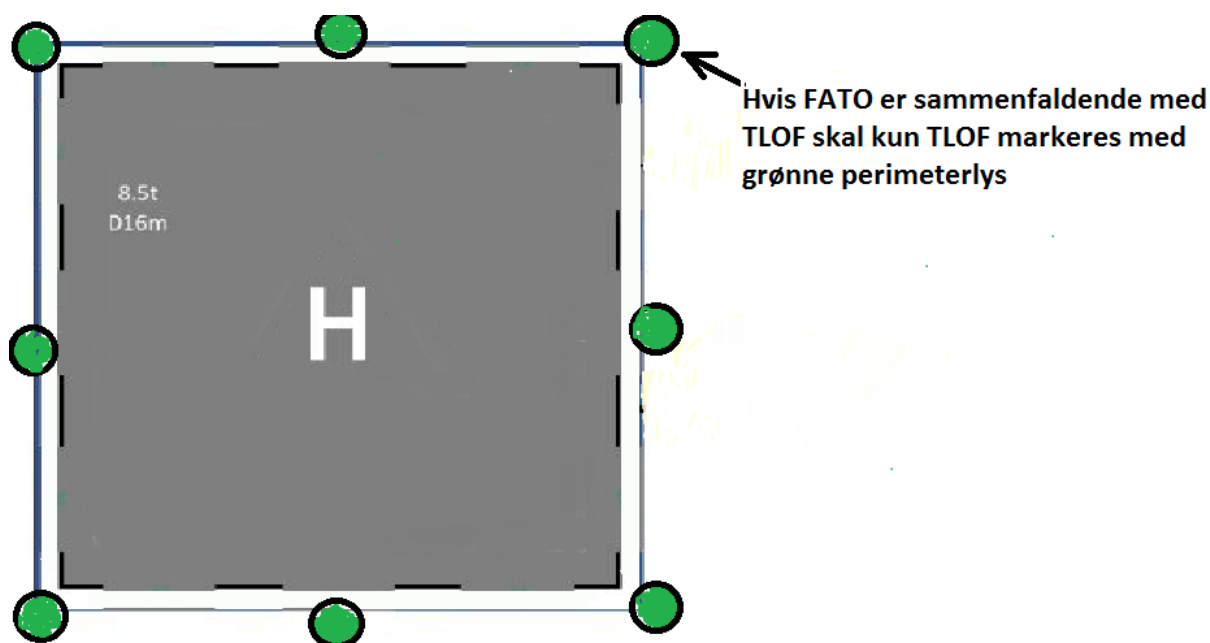 Hvis FATO er sammenfaldende med
TLOF skal kun TLOF markeres med
grønne perimeterlys
8.5t
D16m
H